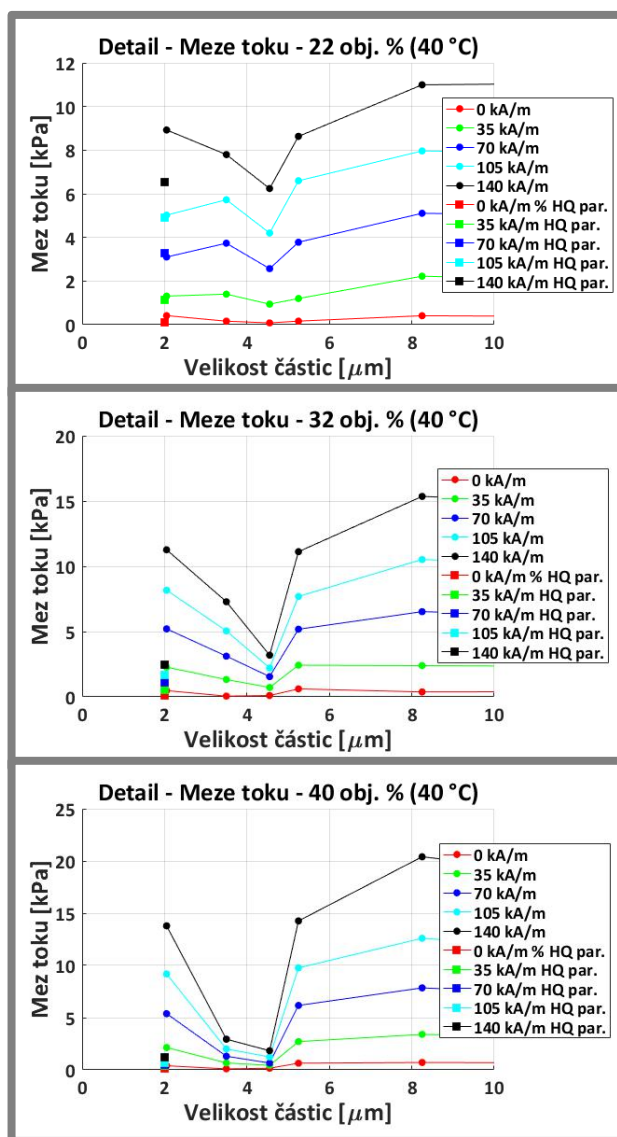 Detail - Meze toku - 22 obj. % (40 °C)
12
10
8
6
4
2
0
Mez toku [kPa]
0 kA/m
35 kA/m
70 kA/m
105 kA/m
140 kA/m
0 kA/m % HQ par.
35 kA/m HQ par.
70 kA/m HQ par.
105 kA/m HQ par.
140 kA/m HQ par.
0 2 4 6 8 10
Velikost částic [μm]
Detail - Meze toku - 32 obj. % (40 °C)
20
15
10
5
0
Mez toku [kPa]
0 kA/m
35 kA/m
70 kA/m
105 kA/m
140 kA/m
0 kA/m % HQ par.
35 kA/m HQ par.
70 kA/m HQ par.
105 kA/m HQ par.
140 kA/m HQ par.
0 2 4 6 8 10
Velikost částic [μm]
Detail - Meze toku - 40 obj. % (40 °C)
25
20
15
10
5
0
Mez toku [kPa]
0 kA/m
35 kA/m
70 kA/m
105 kA/m
140 kA/m
0 kA/m % HQ par.
35 kA/m HQ par.
70 kA/m HQ par.
105 kA/m HQ par.
140 kA/m HQ par.
0 2 4 6 8 10
Velikost částic [μm]